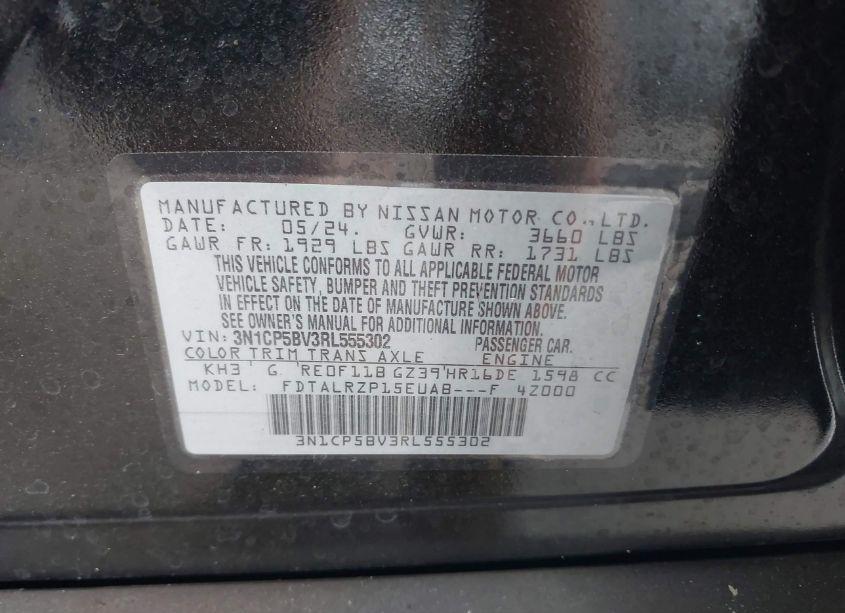 MANUFACTURED BY NISSAN MOTOR CO., LTD.
DATE: 05/24. GVWR: 3660 LBS
GAWR FR: 1929 LBS GAWR RR: 1731 LBS
THIS VEHICLE CONFORMS TO ALL APPLICABLE FEDERAL MOTOR
VEHICLE SAFETY, BUMPER AND THEFT PREVENTION STANDARDS
IN EFFECT ON THE DATE OF MANUFACTURE SHOWN ABOVE.
SEE OWNER'S MANUAL FOR ADDITIONAL INFORMATION.
VIN: 3N1CP5BV3RL555302 PASSENGER CAR.
COLOR TRIM TRANS AXLE ENGINE
KH3 G RE0F11B GZ39 HR16DE 1598 CC
MODEL: FDTALRZP15EUAB---F 4Z000
3N1CP5BV3RL555302